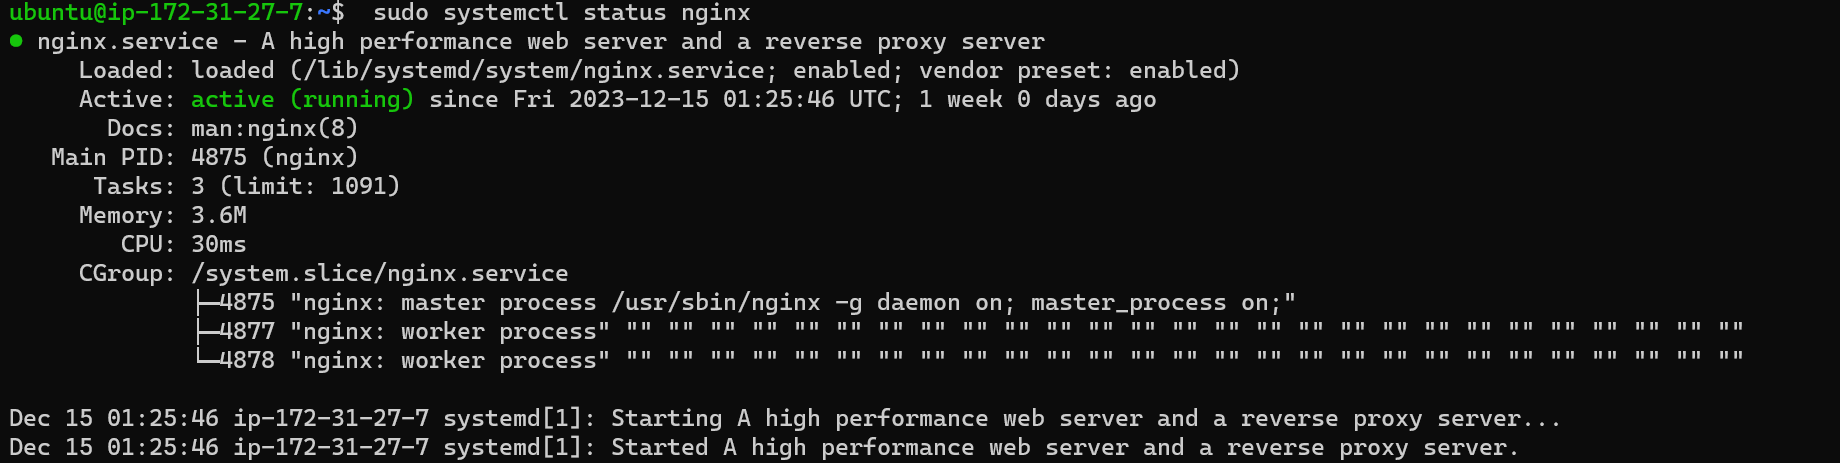 ubuntu@ip-172-31-27-7:~$  sudo systemctl status nginx
● nginx.service - A high performance web server and a reverse proxy server
     Loaded: loaded (/lib/systemd/system/nginx.service; enabled; vendor preset: enabled)
     Active: active (running) since Fri 2023-12-15 01:25:46 UTC; 1 week 0 days ago
       Docs: man:nginx(8)
   Main PID: 4875 (nginx)
      Tasks: 3 (limit: 1091)
     Memory: 3.6M
        CPU: 30ms
     CGroup: /system.slice/nginx.service
             ├─4875 "nginx: master process /usr/sbin/nginx -g daemon on; master_process on;"
             ├─4877 "nginx: worker process" "" "" "" "" "" "" "" "" "" "" "" "" "" "" "" "" "" "" "" "" "" "" "" "" "" "" ""
             └─4878 "nginx: worker process" "" "" "" "" "" "" "" "" "" "" "" "" "" "" "" "" "" "" "" "" "" "" "" "" "" "" ""

Dec 15 01:25:46 ip-172-31-27-7 systemd[1]: Starting A high performance web server and a reverse proxy server...
Dec 15 01:25:46 ip-172-31-27-7 systemd[1]: Started A high performance web server and a reverse proxy server.